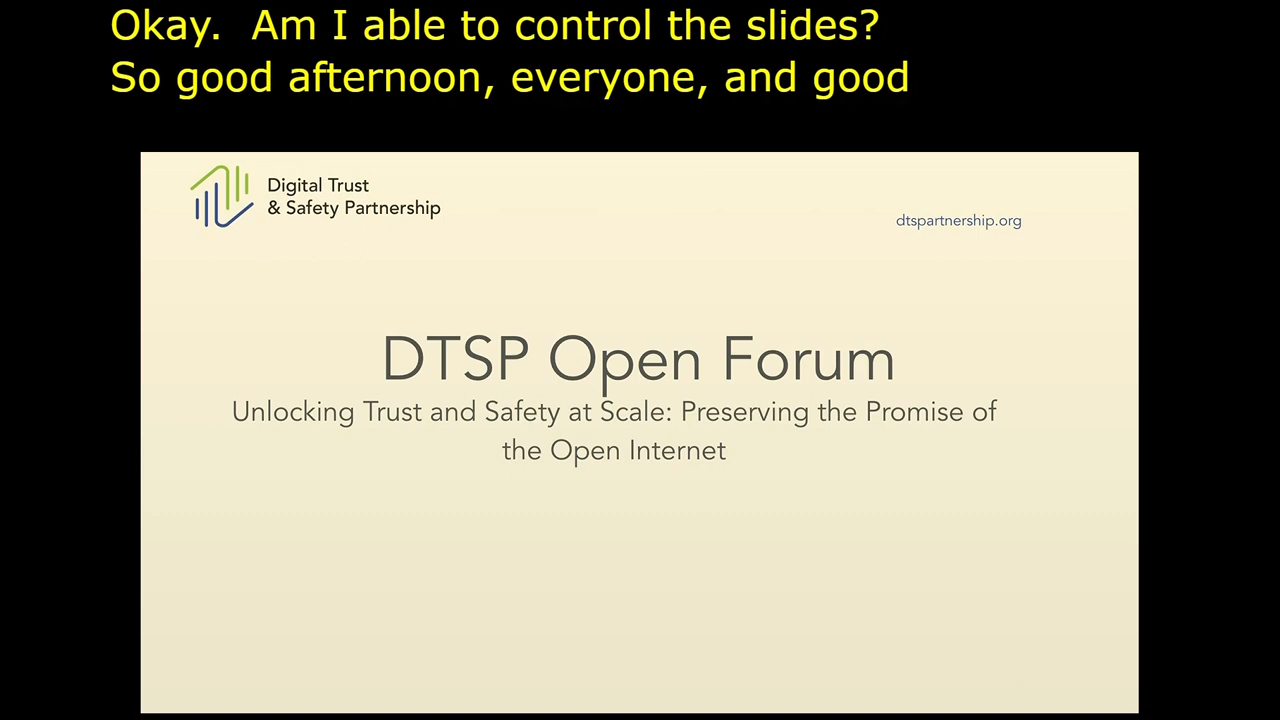 Okay.  Am I able to control the slides?
So good afternoon, everyone, and good
Digital Trust
& Safety Partnership
dtspartnership.org
DTSP Open Forum
Unlocking Trust and Safety at Scale: Preserving the Promise of
the Open Internet